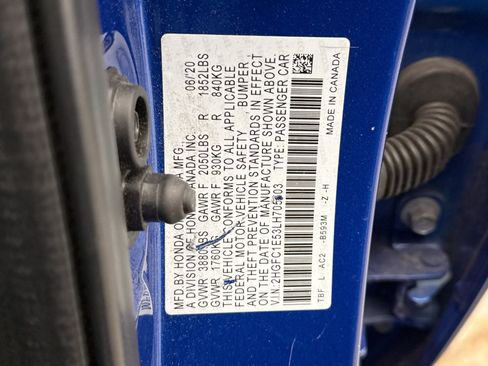 MFD. BY HONDA OF CANADA MFG. 06/'20
A DIVISION OF HONDA CANADA INC.
GVWR 3880LBS GAWR F 2050LBS R 1852LBS
GVWR 1760KG GAWR F 930KG R 840KG
THIS VEHICLE CONFORMS TO ALL APPLICABLE
FEDERAL MOTOR VEHICLE SAFETY BUMPER,
AND THEFT PREVENTION STANDARDS IN EFFECT
ON THE DATE OF MANUFACTURE SHOWN ABOVE.
V.I.N. TYPE: PASSENGER CAR
TBF L AC2 -B593M -Z -H
MADE IN CANADA